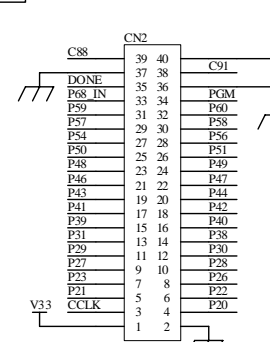 CN2
C88 39 40
37 38 C91
DONE 35 36
P68_IN 33 34 PGM
P59 31 32 P60
P57 29 30 P58
P54 27 28 P56
P50 25 26 P51
P48 23 24 P49
P46 21 22 P47
P43 19 20 P44
P41 17 18 P42
P39 15 16 P40
P31 13 14 P38
P29 11 12 P30
P27 9 10 P28
P23 7 8 P26
P21 5 6 P22
V33 CCLK 3 4 P20
1 2